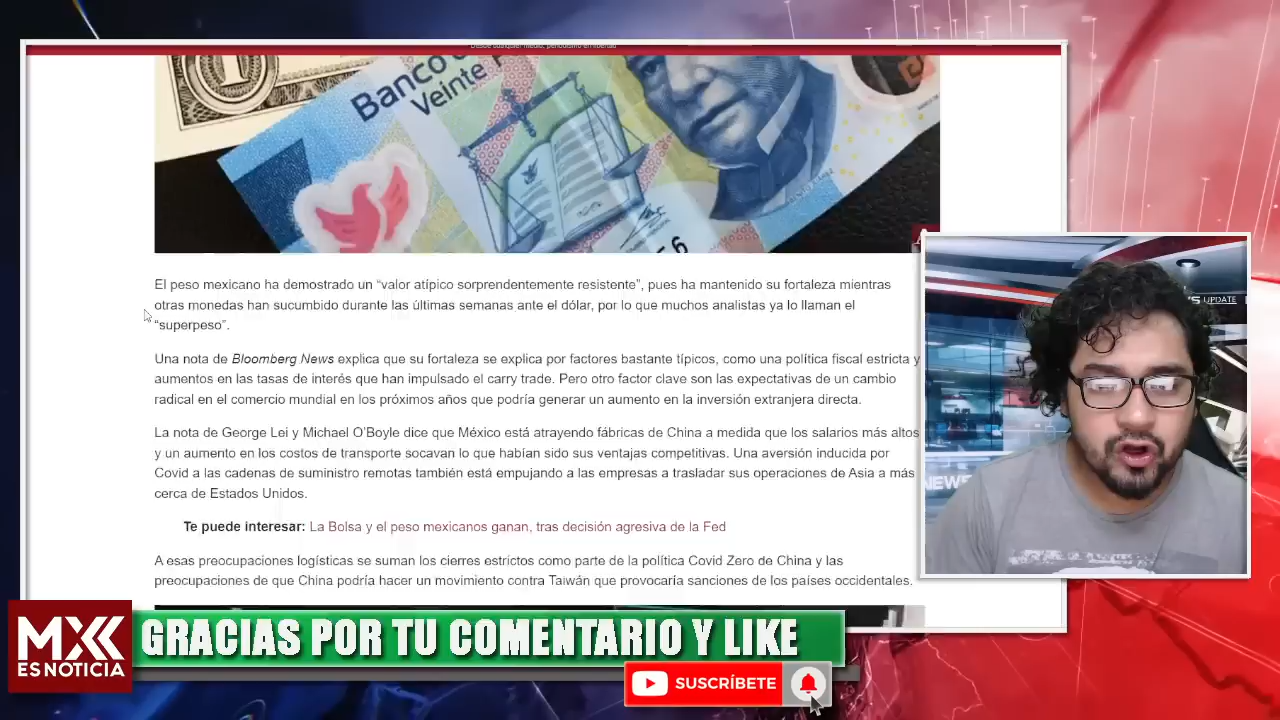 Desde cualquier medio, periodismo en libertad
Banco
Veinte
El peso mexicano ha demostrado un “valor atípico sorprendentemente resistente”, pues ha mantenido su fortaleza mientras
otras monedas han sucumbido durante las últimas semanas ante el dólar, por lo que muchos analistas ya lo llaman el
“superpeso”.
Una nota de Bloomberg News explica que su fortaleza se explica por factores bastante típicos, como una política fiscal estricta y
aumentos en las tasas de interés que han impulsado el carry trade. Pero otro factor clave son las expectativas de un cambio
radical en el comercio mundial en los próximos años que podría generar un aumento en la inversión extranjera directa.
La nota de George Lei y Michael O’Boyle dice que México está atrayendo fábricas de China a medida que los salarios más altos
y un aumento en los costos de transporte socavan lo que habían sido sus ventajas competitivas. Una aversión inducida por
Covid a las cadenas de suministro remotas también está empujando a las empresas a trasladar sus operaciones de Asia a más
cerca de Estados Unidos.
Te puede interesar: La Bolsa y el peso mexicanos ganan, tras decisión agresiva de la Fed
A esas preocupaciones logísticas se suman los cierres estrictos como parte de la política Covid Zero de China y las
preocupaciones de que China podría hacer un movimiento contra Taiwán que provocaría sanciones de los países occidentales.
UPDATE
NEWS
MX
ES NOTICIA
GRACIAS POR TU COMENTARIO Y LIKE
SUSCRÍBETE